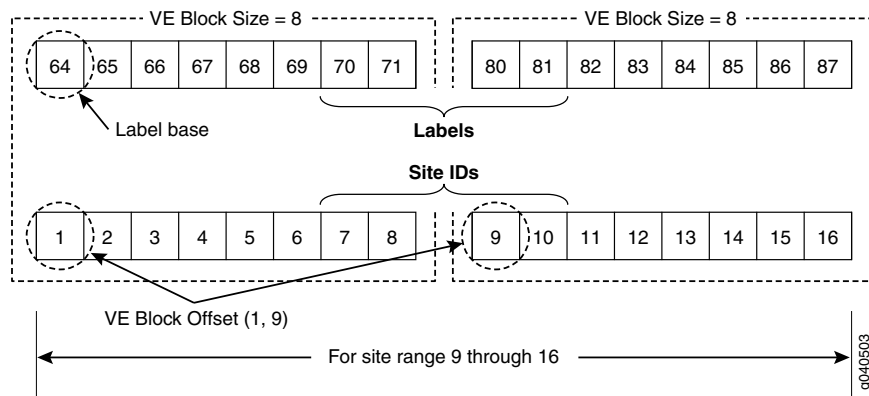 VE Block Size = 8 VE Block Size = 8
64 65 66 67 68 69 70 71 80 81 82 83 84 85 86 87
Label base
Labels
Site IDs
1 2 3 4 5 6 7 8 9 10 11 12 13 14 15 16
VE Block Offset (1, 9)
For site range 9 through 16
g040503